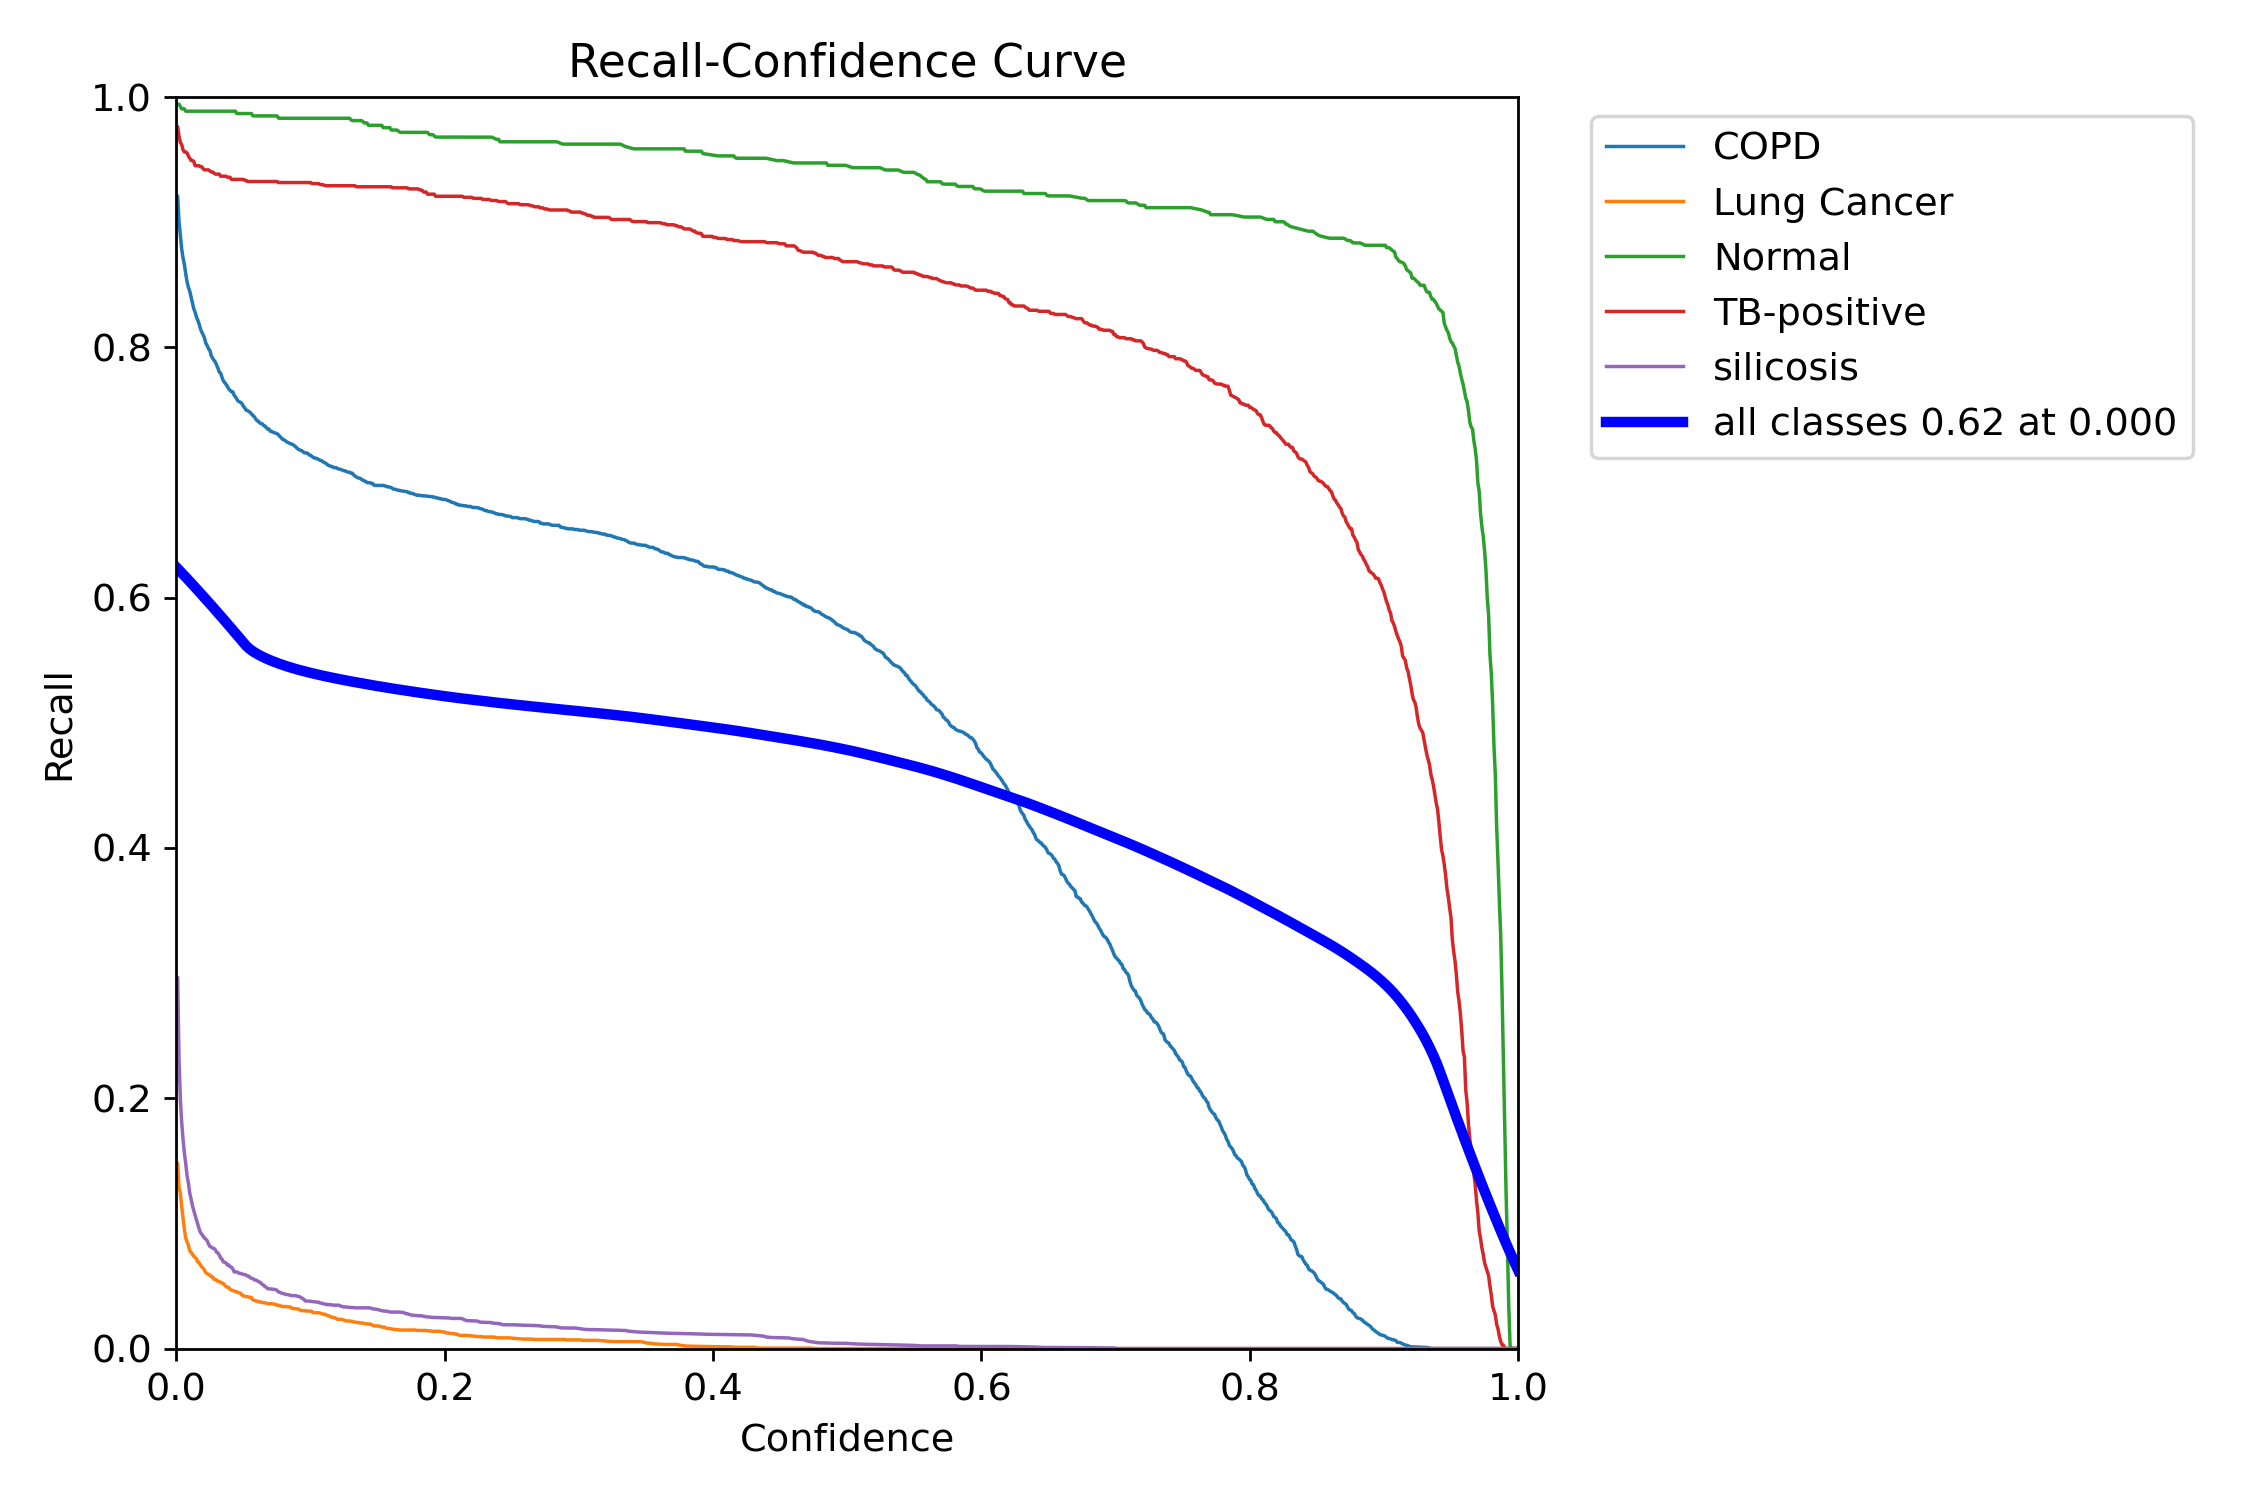 Recall-Confidence Curve
1.0
0.8
0.6
0.4
0.2
0.0
Recall
0.0 0.2 0.4 0.6 0.8 1.0
Confidence
COPD
Lung Cancer
Normal
TB-positive
silicosis
all classes 0.62 at 0.000